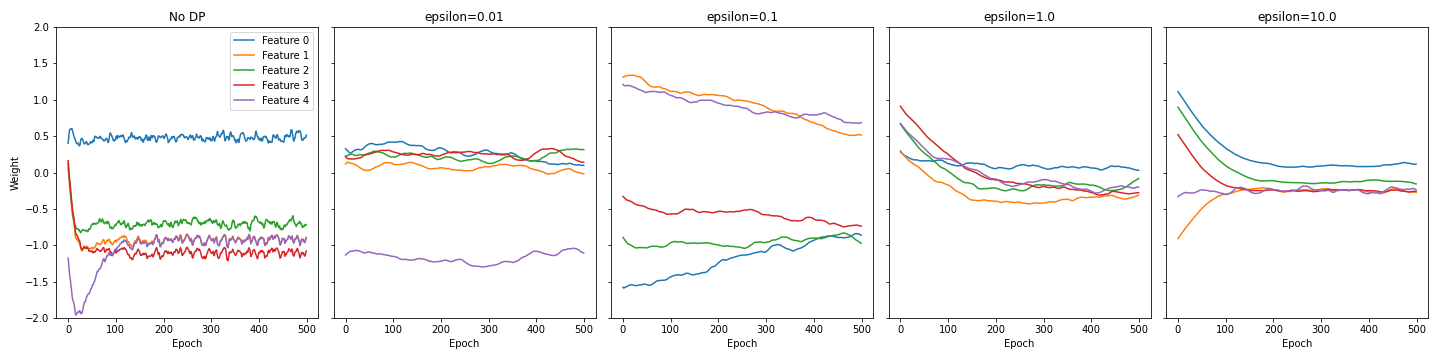 No DP
epsilon=0.01
epsilon=0.1
epsilon=1.0
epsilon=10.0
Weight
2.0
1.5
1.0
0.5
0.0
−0.5
−1.0
−1.5
−2.0
Feature 0
Feature 1
Feature 2
Feature 3
Feature 4
0 100 200 300 400 500
0 100 200 300 400 500
0 100 200 300 400 500
0 100 200 300 400 500
0 100 200 300 400 500
Epoch
Epoch
Epoch
Epoch
Epoch